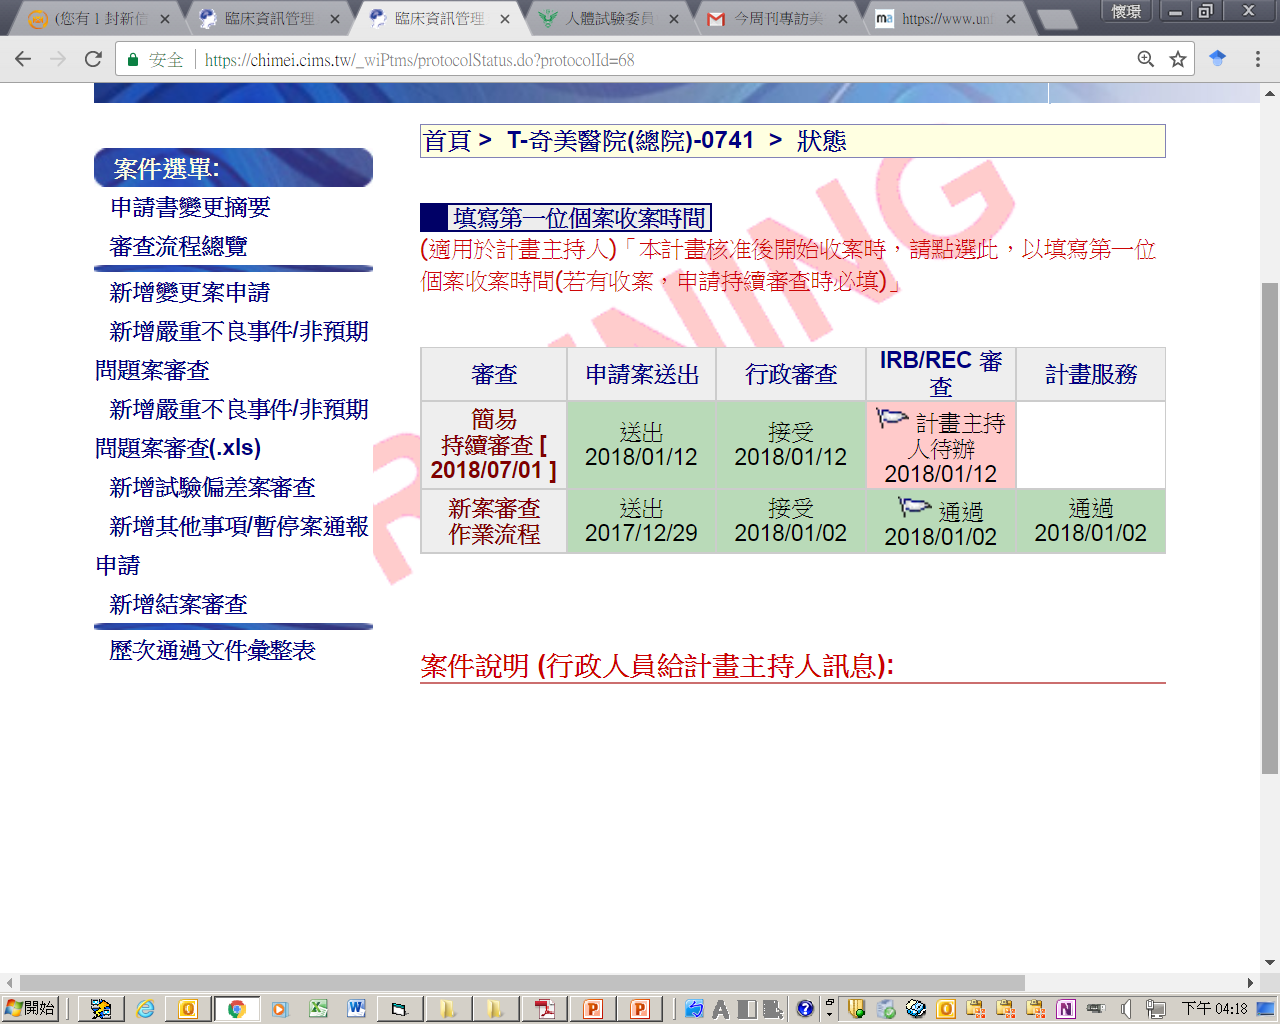 (您有 1 封新信
臨床資訊管理
臨床資訊管理
人體試驗委員
今周刊專訪美
https://www.uni
懷璟
安全
https://chimei.cims.tw/_wiPtms/protocolStatus.do?protocolId=68
首頁 > T-奇美醫院(總院)-0741 > 狀態
案件選單:
申請書變更摘要
審查流程總覽
新增變更案申請
新增嚴重不良事件/非預期
問題案審查
新增嚴重不良事件/非預期
問題案審查(.xls)
新增試驗偏差案審查
新增其他事項/暫停案通報
申請
新增結案審查
歷次通過文件彙整表
填寫第一位個案收案時間
(適用於計畫主持人)「本計畫核准後開始收案時，請點選此，以填寫第一位
個案收案時間(若有收案，申請持續審查時必填)」
TRAINING
審查
申請案送出
行政審查
IRB/REC 審
查
計畫服務
簡易
持續審查 [
2018/07/01 ]
送出
2018/01/12
接受
2018/01/12
計畫主持
人待辦
2018/01/12
新案審查
作業流程
送出
2017/12/29
接受
2018/01/02
通過
2018/01/02
通過
2018/01/02
案件說明 (行政人員給計畫主持人訊息):
開始
下午 04:18